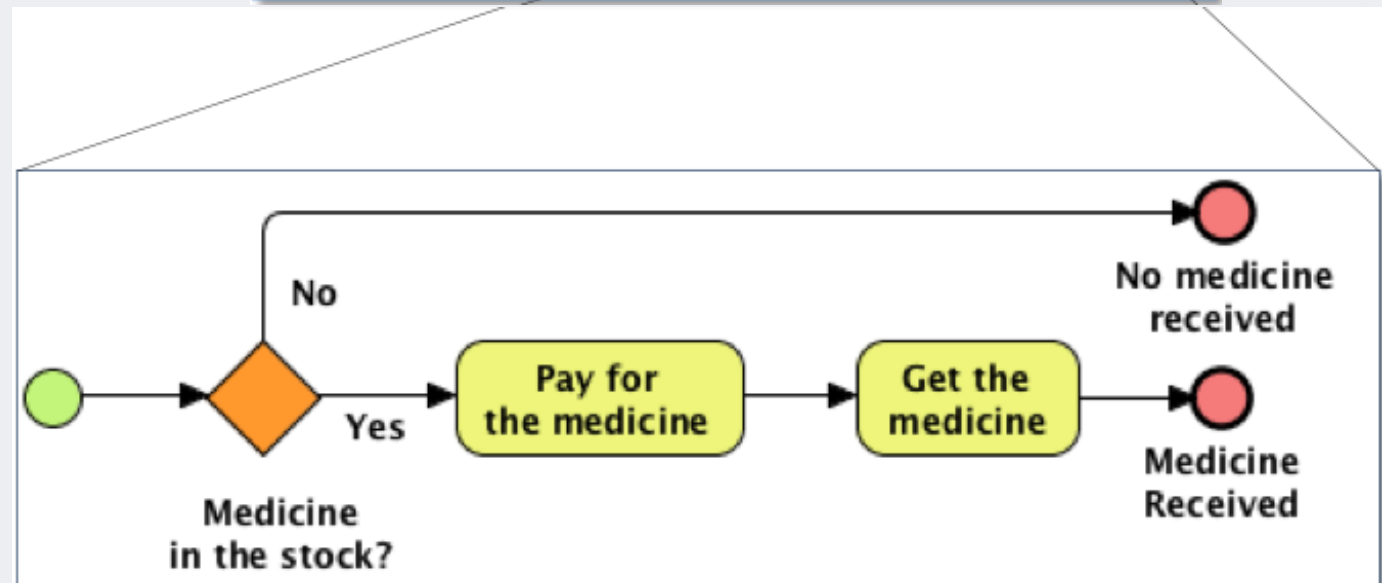 No
No medicine
received
Pay for
the medicine
Get the
medicine
Yes
Medicine
Received
Medicine
in the stock?